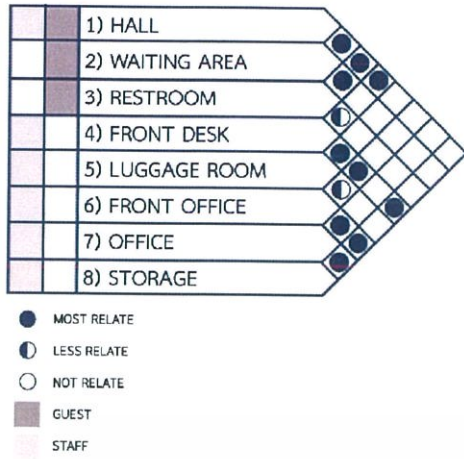 1) HALL
2) WAITING AREA
3) RESTROOM
4) FRONT DESK
5) LUGGAGE ROOM
6) FRONT OFFICE
7) OFFICE
8) STORAGE
MOST RELATE
LESS RELATE
NOT RELATE
GUEST
STAFF